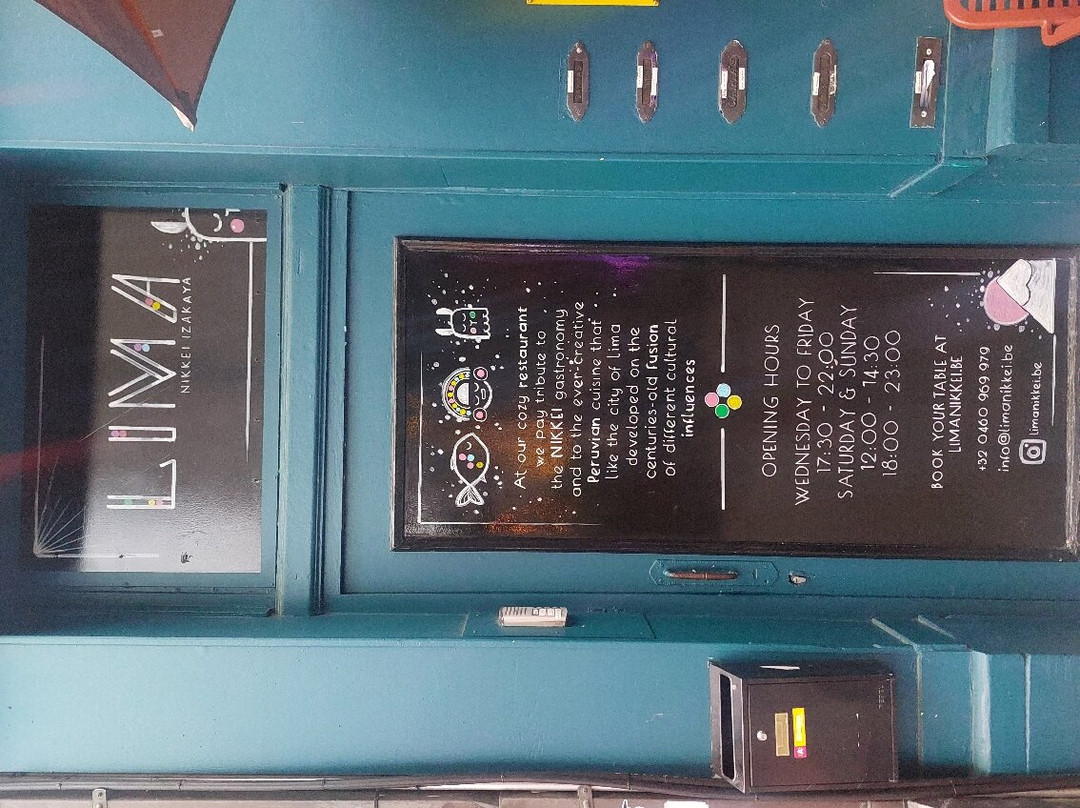 LIMA
NIKKEI IZAKAYA
At our cozy restaurant
we pay tribute to
the NIKKEI gastronomy
and to the ever-creative
Peruvian cuisine that
like the city of Lima
developed on the
centuries-old fusion
of different cultural
influences
OPENING HOURS
WEDNESDAY TO FRIDAY
17:30 - 22:00
SATURDAY & SUNDAY
12:00 - 14:30
18:00 - 23:00
BOOK YOUR TABLE AT
LIMANIKKEI.BE
+32 0460 969 979
info@limanikkei.be
limanikkei.be